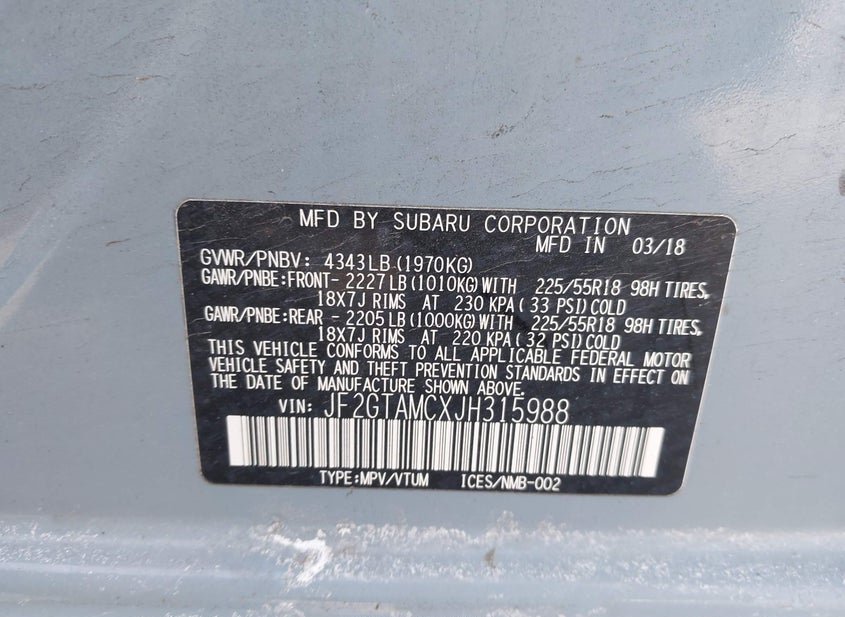 MFD BY SUBARU CORPORATION
MFD IN 03/18
GVWR/PNBV: 4343LB (1970KG)
GAWR/PNBE:FRONT- 2227LB (1010KG) WITH 225/55R18 98H TIRES,
18X7J RIMS AT 230 KPA (33 PSI) COLD
GAWR/PNBE:REAR - 2205LB (1000KG) WITH 225/55R18 98H TIRES,
18X7J RIMS AT 220 KPA (32 PSI) COLD
THIS VEHICLE CONFORMS TO ALL APPLICABLE FEDERAL MOTOR
VEHICLE SAFETY AND THEFT PREVENTION STANDARDS IN EFFECT ON
THE DATE OF MANUFACTURE SHOWN ABOVE.
VIN: JF2GTAMCXJH315988
TYPE:MPV/VTUM ICES/NMB-002